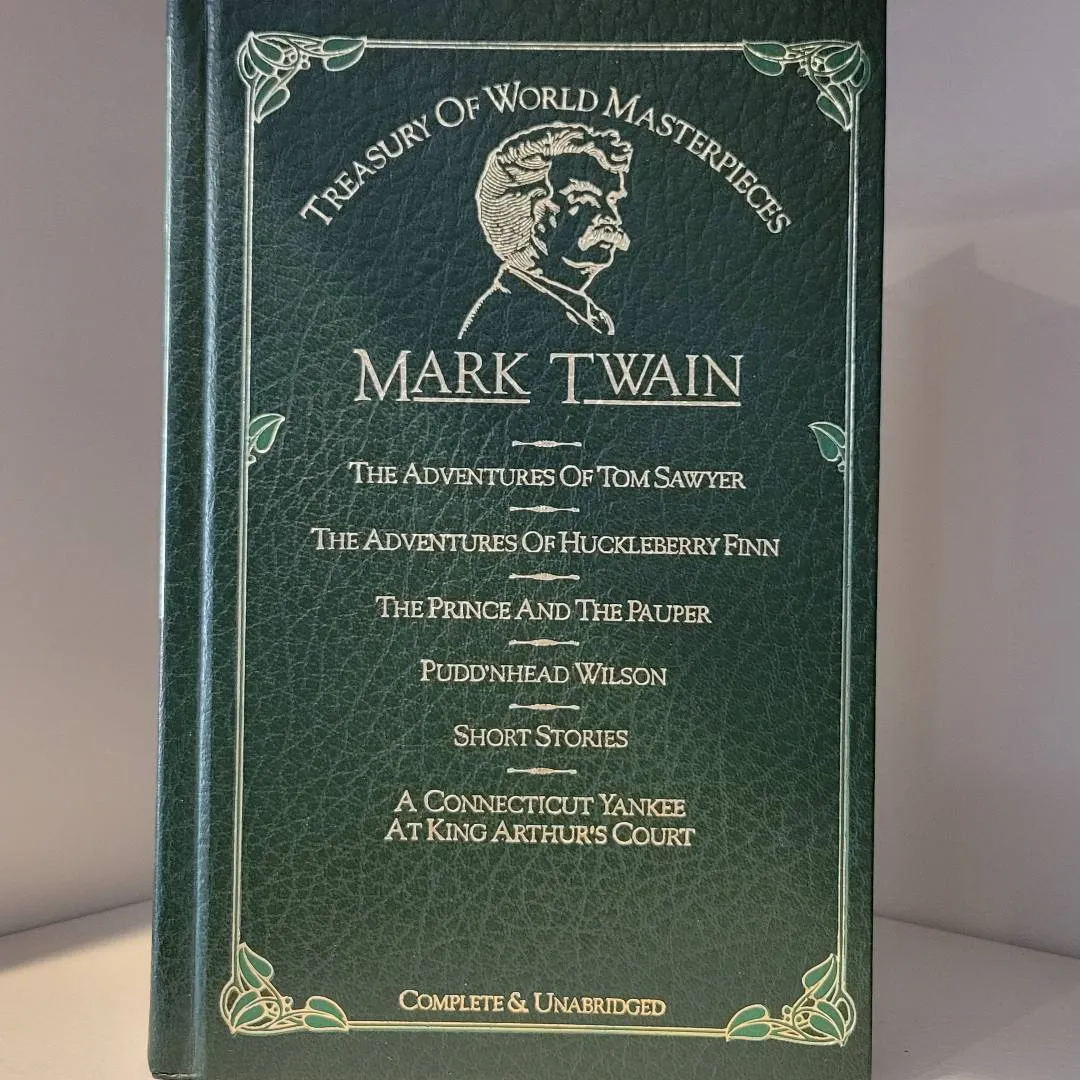 Treasury Of World Masterpieces
Mark Twain
The Adventures Of Tom Sawyer
The Adventures Of Huckleberry Finn
The Prince And The Pauper
Pudd'nhead Wilson
Short Stories
A Connecticut Yankee
At King Arthur's Court
Complete & Unabridged